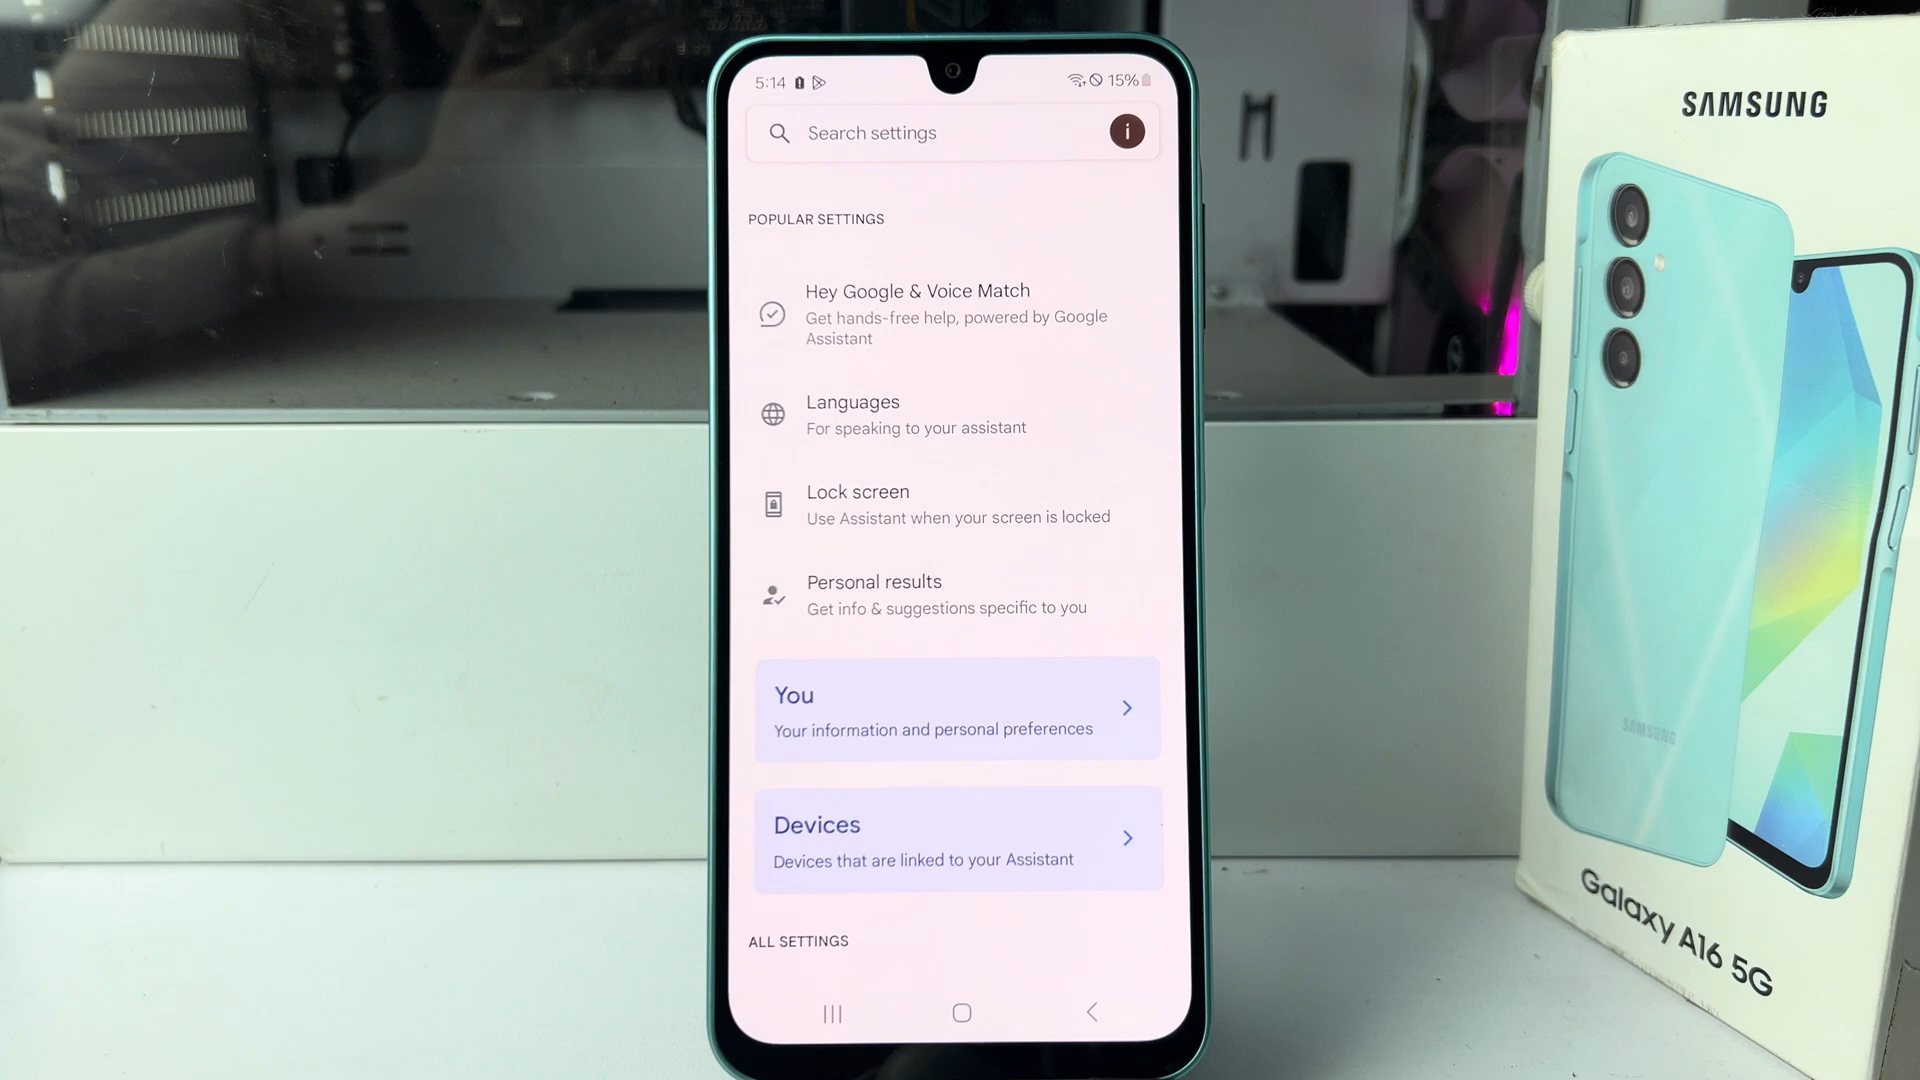 5:14
15%
Search settings
i
POPULAR SETTINGS
Hey Google & Voice Match
Get hands-free help, powered by Google
Assistant
Languages
For speaking to your assistant
Lock screen
Use Assistant when your screen is locked
Personal results
Get info & suggestions specific to you
You
Your information and personal preferences
Devices
Devices that are linked to your Assistant
ALL SETTINGS
SAMSUNG
SAMSUNG
Galaxy A16 5G